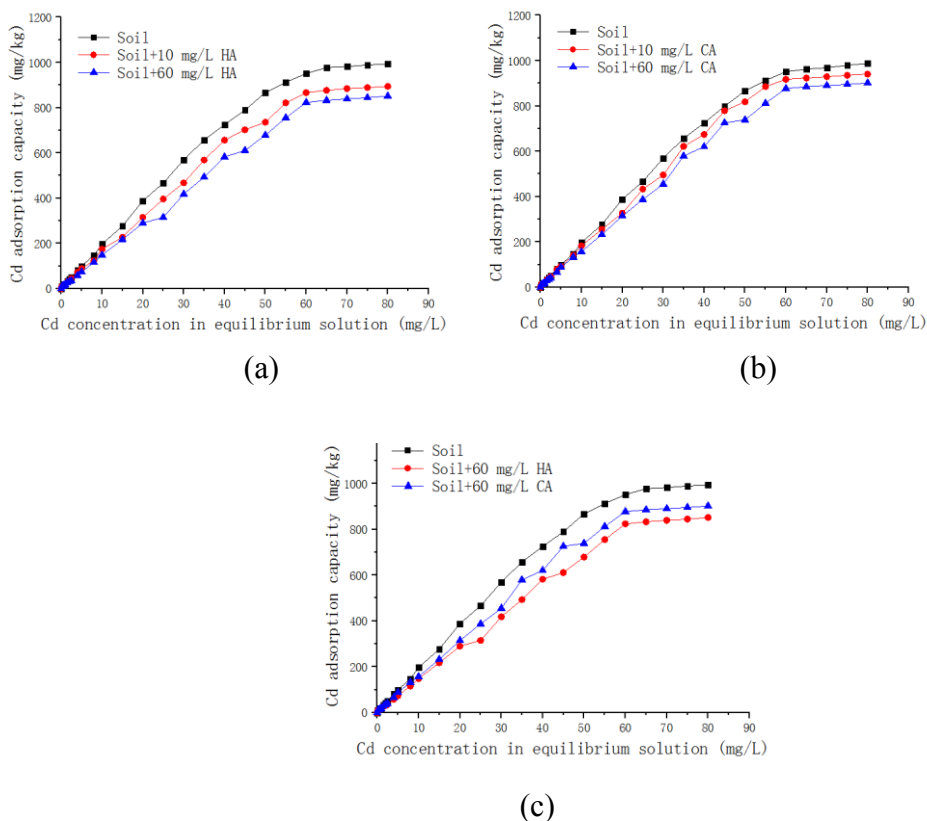 1200
1000
800
600
400
200
0
Cd adsorption capacity (mg/kg)
Soil
Soil+10 mg/L HA
Soil+60 mg/L HA
0 10 20 30 40 50 60 70 80 90
Cd concentration in equilibrium solution (mg/L)
(a)
1200
1000
800
600
400
200
0
Cd adsorption capacity (mg/kg)
Soil
Soil+10 mg/L CA
Soil+60 mg/L CA
0 10 20 30 40 50 60 70 80 90
Cd concentration in equilibrium solution (mg/L)
(b)
1000
800
600
400
200
0
Cd adsorption capacity (mg/kg)
Soil
Soil+60 mg/L HA
Soil+60 mg/L CA
0 10 20 30 40 50 60 70 80 90
Cd concentration in equilibrium solution (mg/L)
(c)